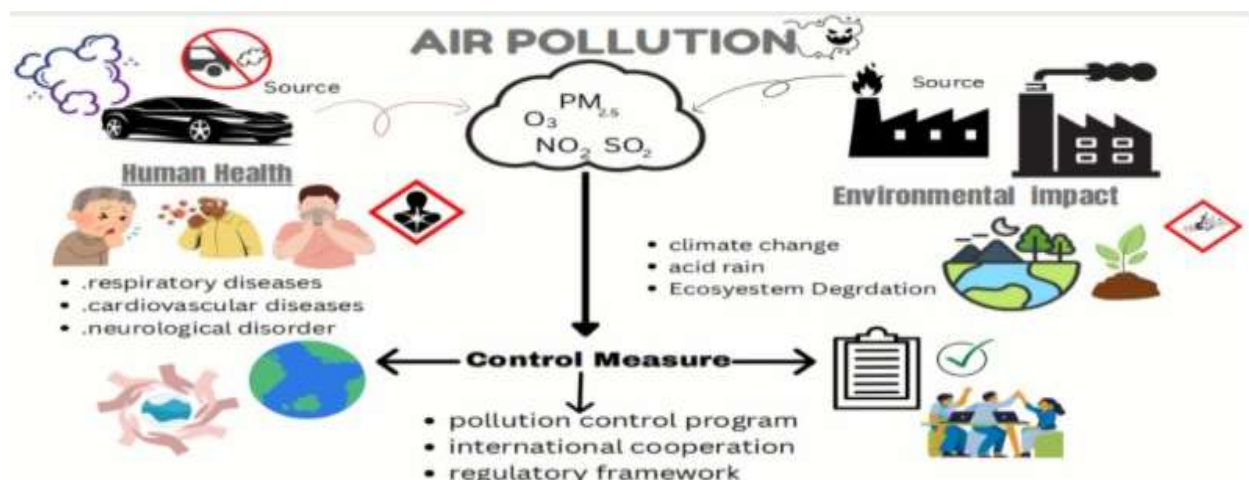 AIR POLLUTION
Source
PM2.5
O3
NO2 SO2
Source
Human Health
• .respiratory diseases
• .cardiovascular diseases
• .neurological disorder
Environmental impact
• climate change
• acid rain
• Ecosyestem Degrdation
Control Measure
• pollution control program
• international cooperation
• regulatory framework